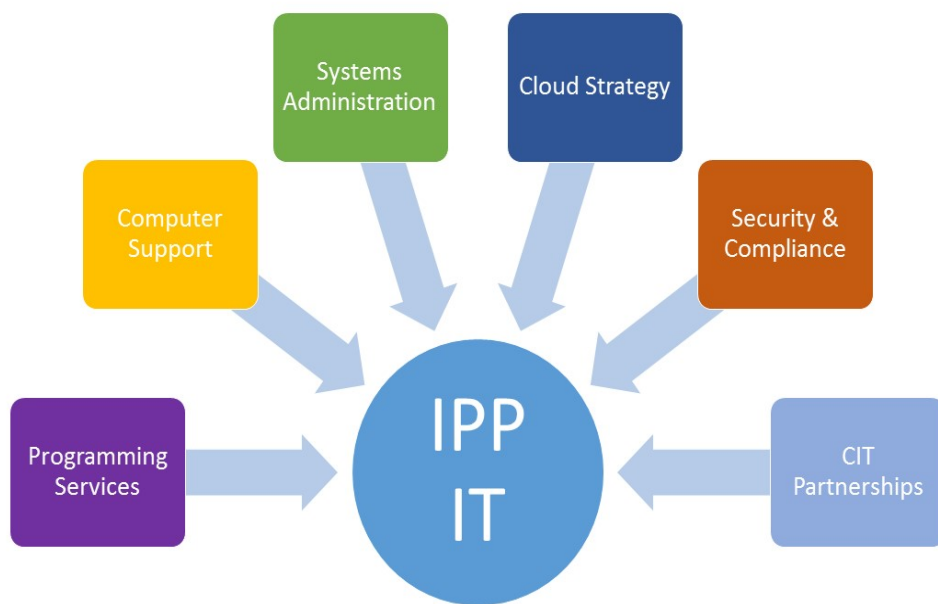 Systems
Administration
Cloud Strategy
Computer
Support
Security &
Compliance
Programming
Services
IPP
IT
CIT
Partnerships